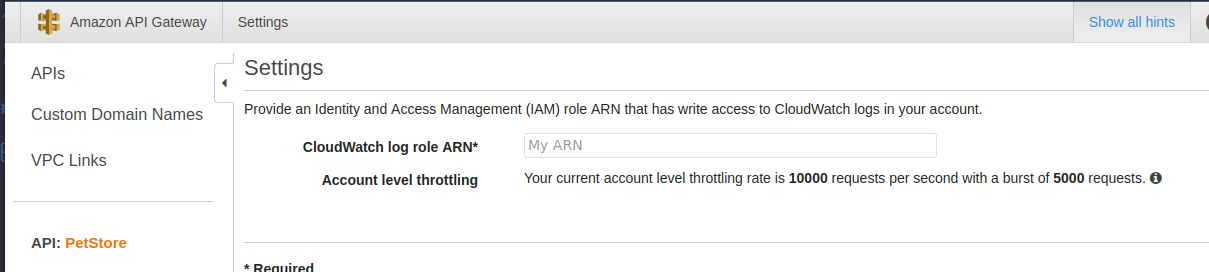 Amazon API Gateway Settings Show all hints
APIs
Custom Domain Names
VPC Links
API: PetStore
Settings
Provide an Identity and Access Management (IAM) role ARN that has write access to CloudWatch logs in your account.
CloudWatch log role ARN* My ARN
Account level throttling Your current account level throttling rate is 10000 requests per second with a burst of 5000 requests.
* Required